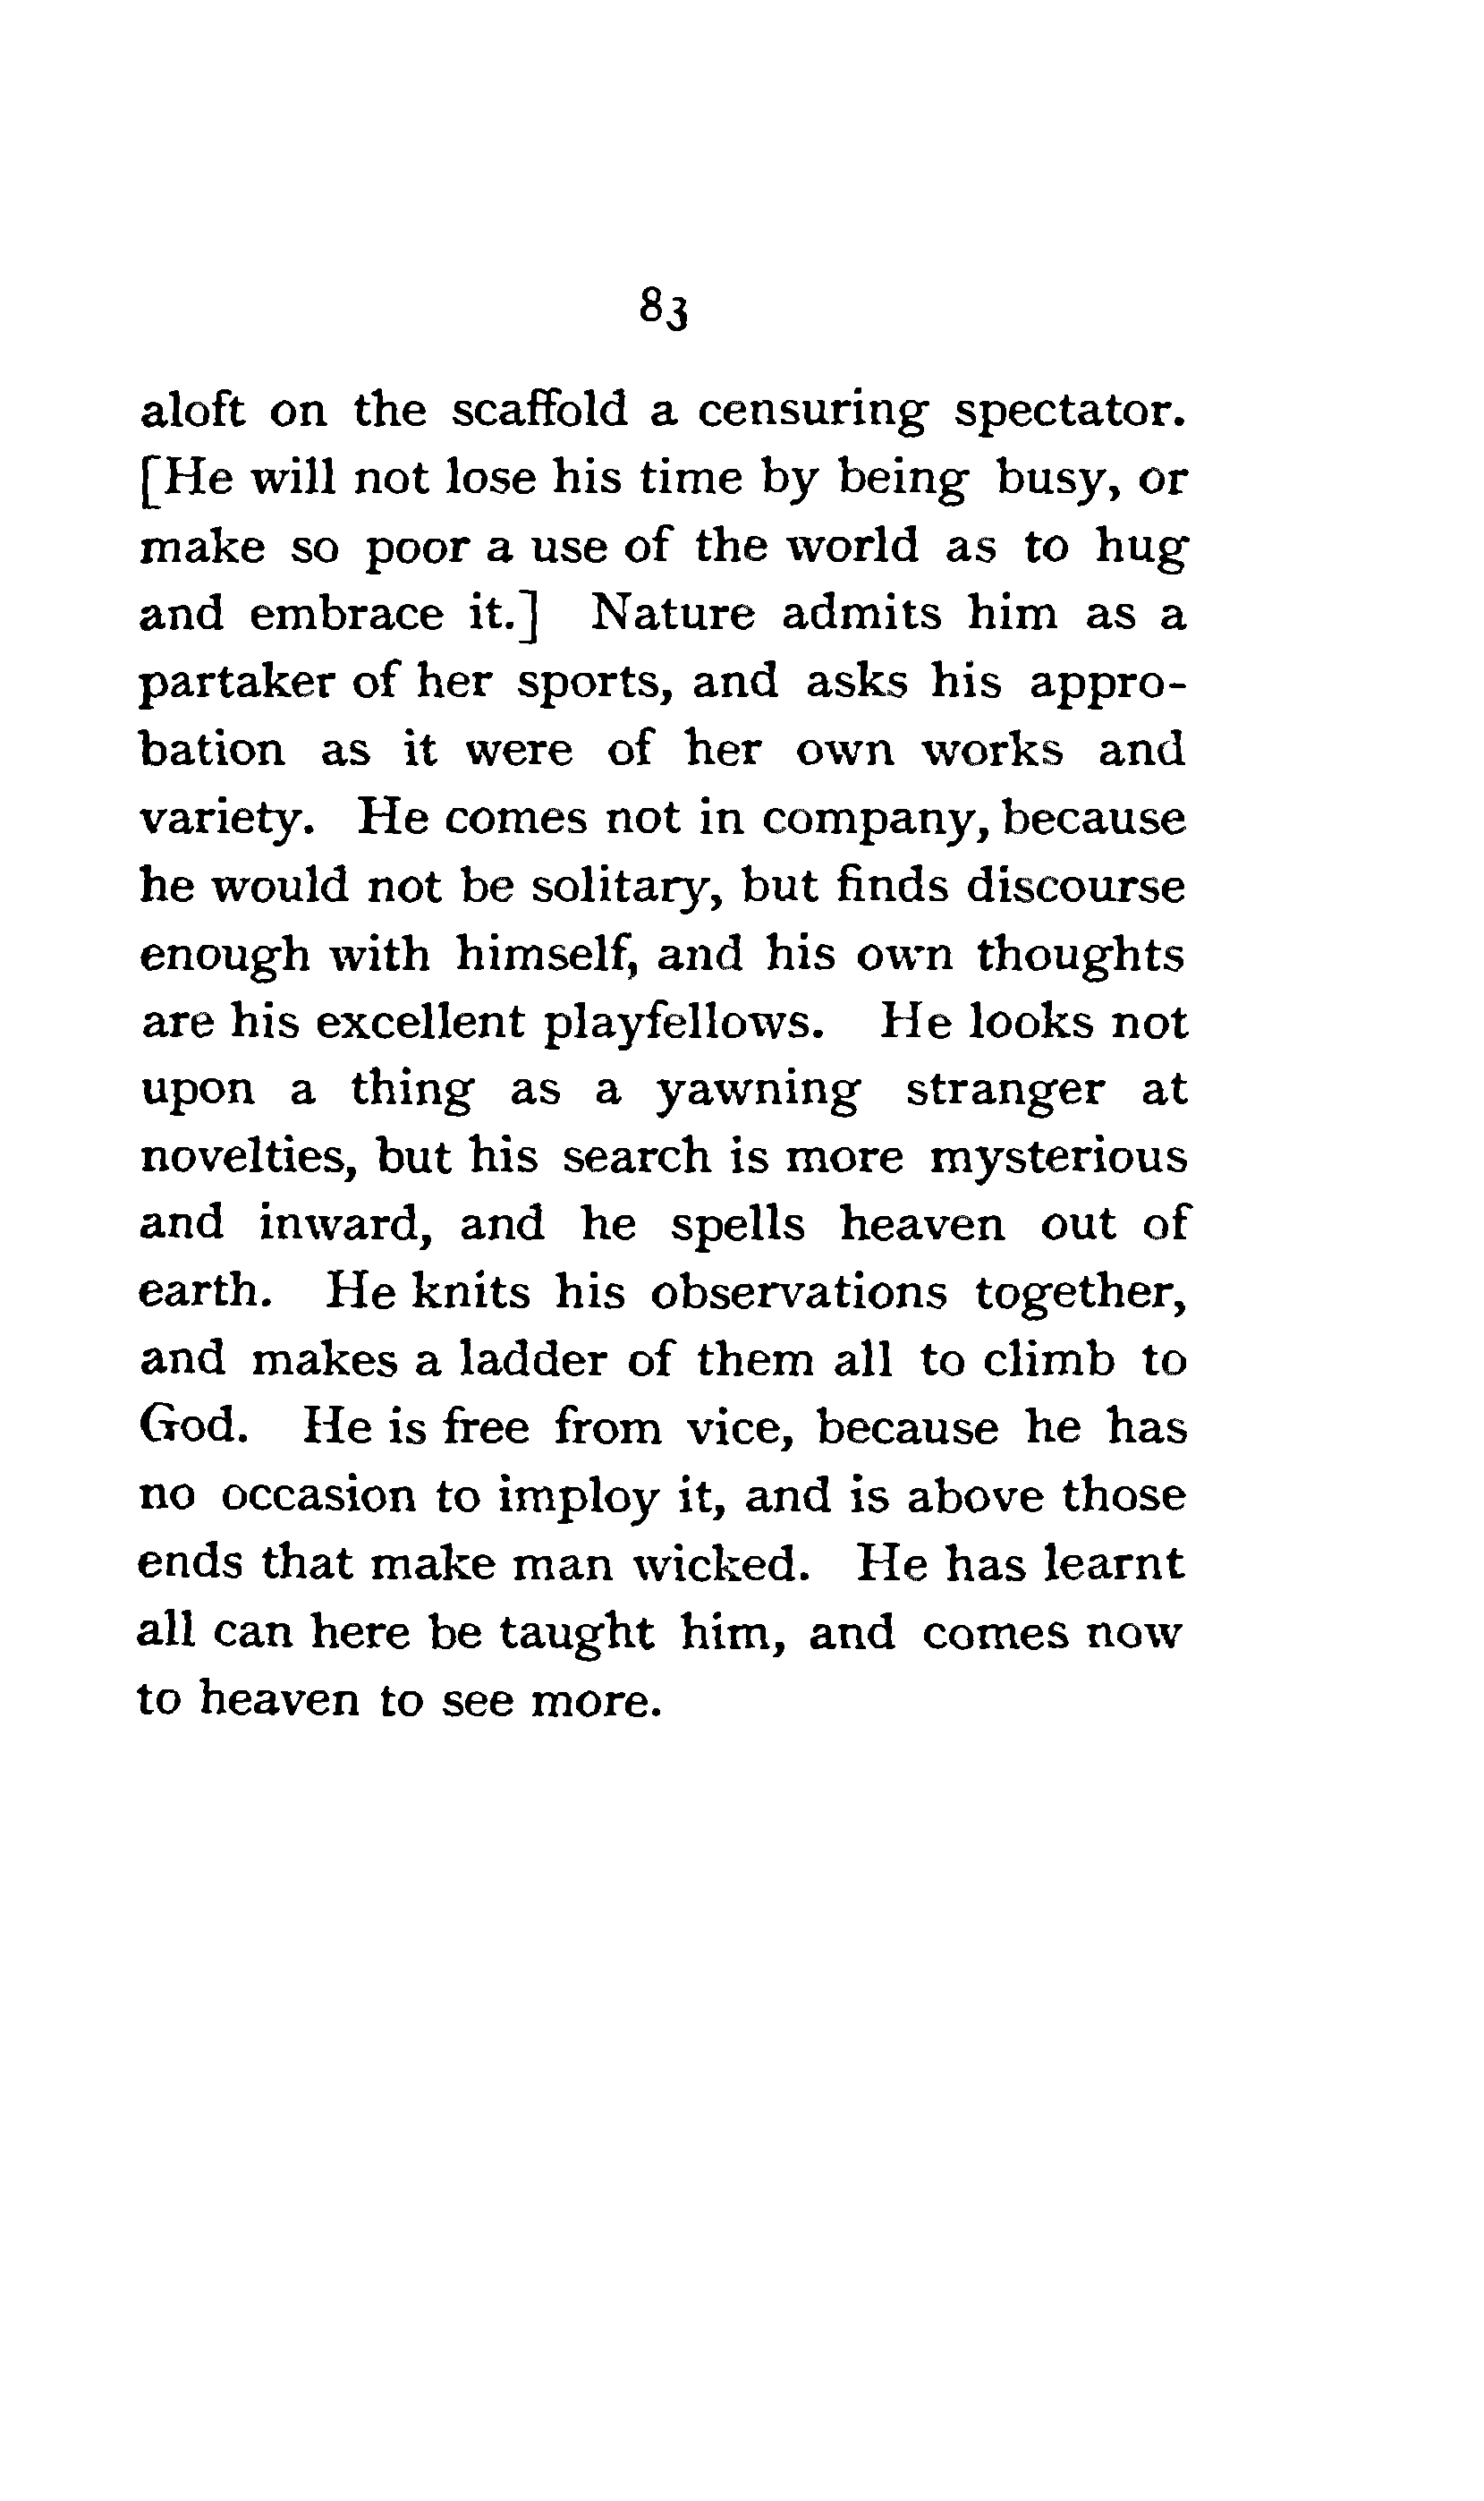 83
aloft on the scaffold a censuring spectator.
[He will not lose his time by being busy, or
make so poor a use of the world as to hug
and embrace it.] Nature admits him as a
partaker of her sports, and asks his appro-
bation as it were of her own works and
variety. He comes not in company, because
he would not be solitary, but finds discourse
enough with himself, and his own thoughts
are his excellent playfellows. He looks not
upon a thing as a yawning stranger at
novelties, but his search is more mysterious
and inward, and he spells heaven out of
earth. He knits his observations together,
and makes a ladder of them all to climb to
God. He is free from vice, because he has
no occasion to imploy it, and is above those
ends that make man wicked. He has learnt
all can here be taught him, and comes now
to heaven to see more.